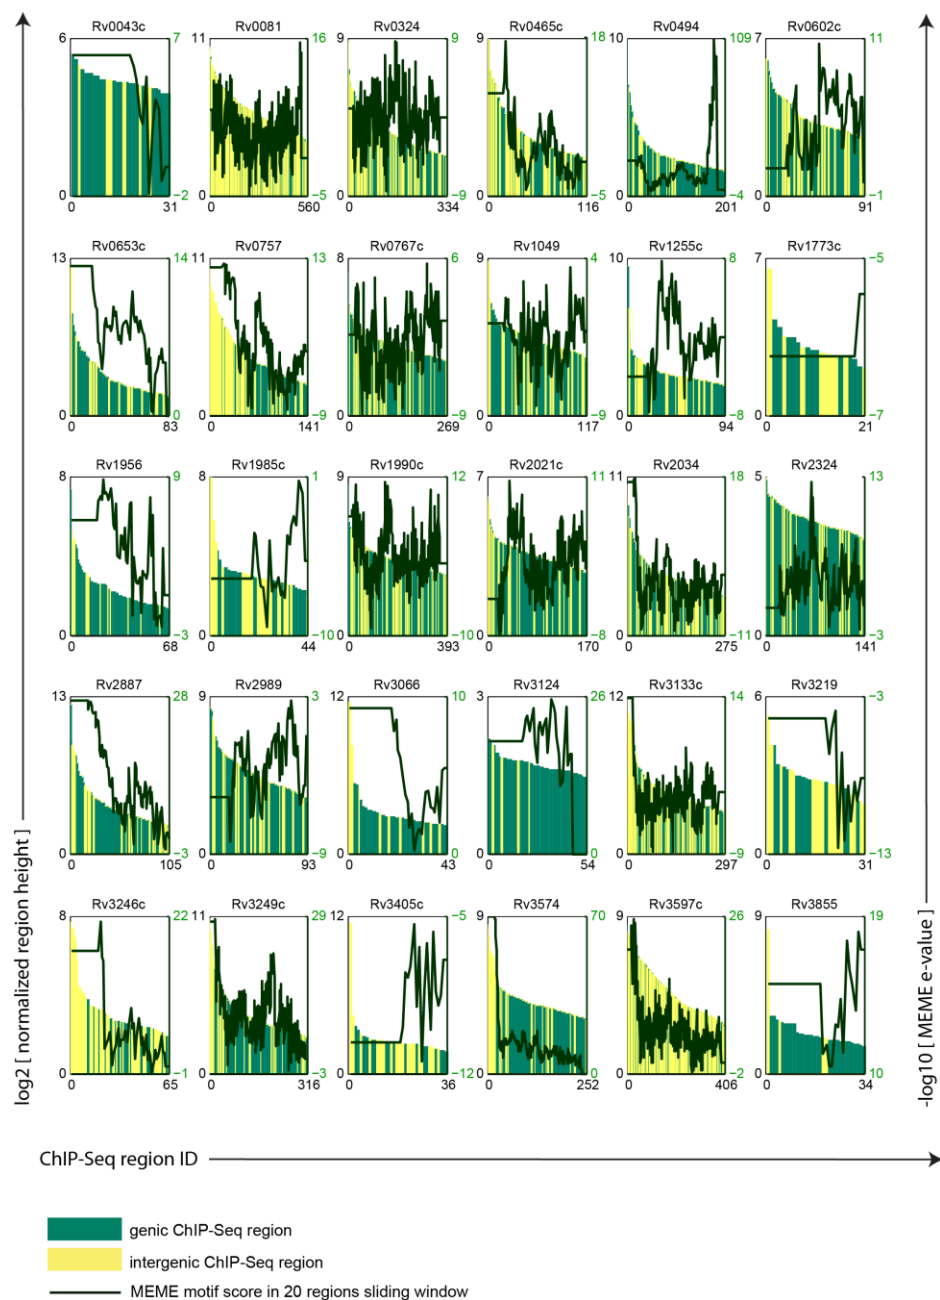 Rv0043c Rv0081 Rv0324 Rv0465c Rv0494 Rv0602c
6 7 11 16 9 9 9 18 10 109 7 11
0 −2 0 −5 0 −9 0 −5 0 −4 0 −1
0 31 0 560 0 334 0 116 0 201 0 91
Rv0653c Rv0757 Rv0767c Rv1049 Rv1255c Rv1773c
13 14 11 13 8 6 9 4 10 8 7 −5
0 0 0 −9 0 −9 0 −9 0 −8 0 −7
0 83 0 141 0 269 0 117 0 94 0 21
Rv1956 Rv1985c Rv1990c Rv2021c Rv2034 Rv2324
8 9 8 1 9 12 7 11 11 18 5 13
0 −3 0 −10 0 −10 0 −8 0 −11 0 −3
0 68 0 44 0 393 0 170 0 275 0 141
Rv2887 Rv2989 Rv3066 Rv3124 Rv3133c Rv3219
13 28 9 3 12 10 3 26 12 14 6 −3
0 −3 0 −9 0 0 0 0 0 −9 0 −13
0 105 0 93 0 43 0 54 0 297 0 31
Rv3246c Rv3249c Rv3405c Rv3574 Rv3597c Rv3855
8 22 11 29 12 −5 9 70 9 26 9 19
0 −1 0 −3 0 −12 0 0 0 −2 0 10
0 65 0 316 0 36 0 252 0 406 0 34
log2 [ normalized region height ]
-log10 [ MEME e-value ]
ChIP-Seq region ID
genic ChIP-Seq region
intergenic ChIP-Seq region
MEME motif score in 20 regions sliding window